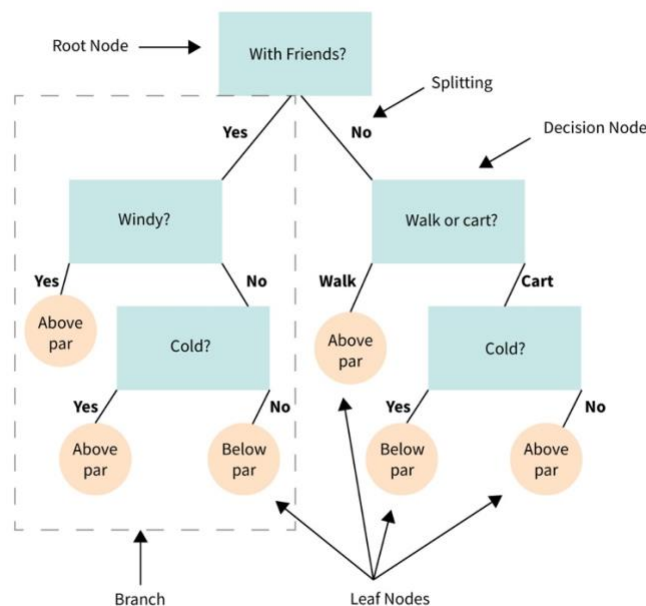 Root Node
With Friends?
Splitting
Yes
No
Decision Node
Windy?
Walk or cart?
Yes
No
Walk
Cart
Above
par
Cold?
Above
par
Cold?
Yes
No
Yes
No
Above
par
Below
par
Below
par
Above
par
Branch
Leaf Nodes